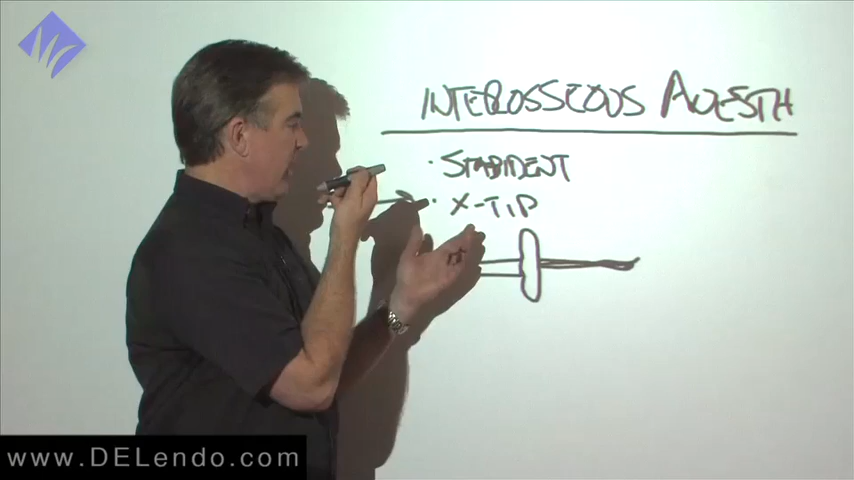 INTEROSSEOUS ANESTH
· STABIDENT
· X-TIP
www.DELendo.com